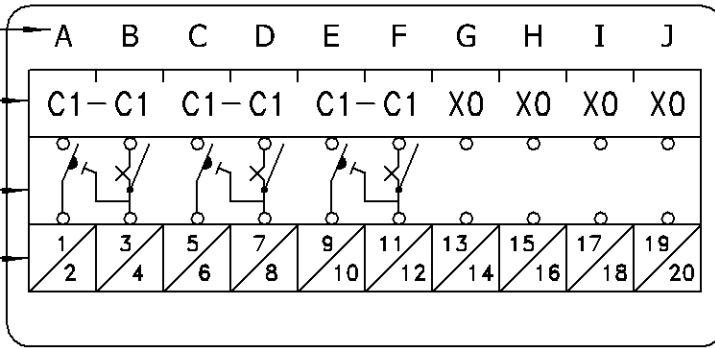 A B C D E F G H I J
C1-C1 C1-C1 C1-C1 X0 X0 X0 X0
1 3 5 7 9 11 13 15 17 19
2 4 6 8 10 12 14 16 18 20